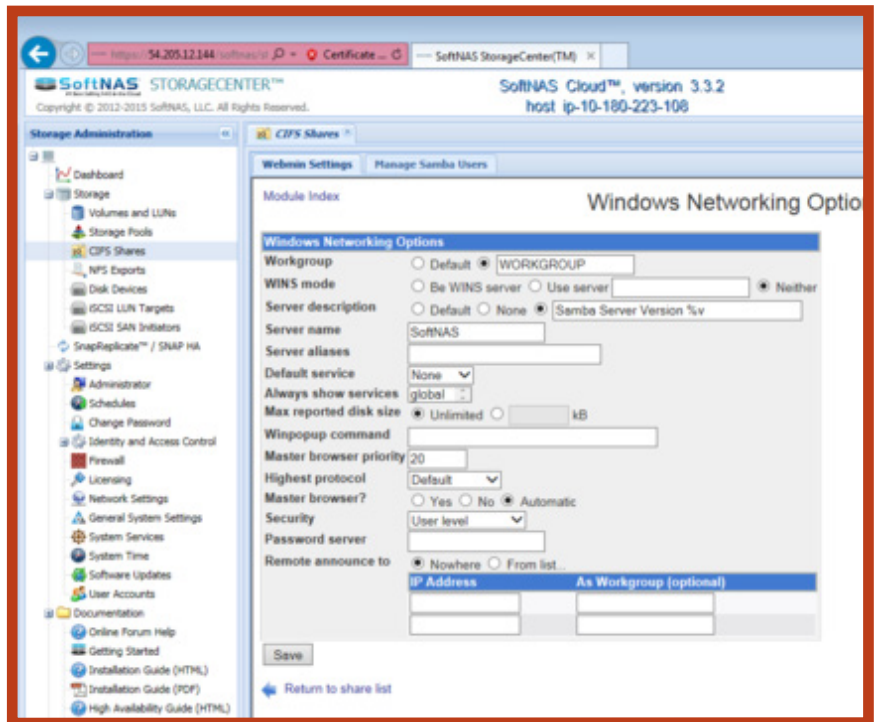 https://54.205.12.144/softnas/st
Certificate ...
SoftNAS StorageCenter(TM)
SoftNAS STORAGECENTER™
Copyright © 2012-2015 SoftNAS, LLC. All Rights Reserved.
SoftNAS Cloud™, version 3.3.2
host ip-10-180-223-108
Storage Administration
Dashboard
Storage
Volumes and LUNs
Storage Pools
CIFS Shares
NFS Exports
Disk Devices
iSCSI LUN Targets
iSCSI SAN Initiators
SnapReplicate™ / SNAP HA
Settings
Administrator
Schedules
Change Password
Identity and Access Control
Firewall
Licensing
Network Settings
General System Settings
System Services
System Time
Software Updates
User Accounts
Documentation
Online Forum Help
Getting Started
Installation Guide (HTML)
Installation Guide (PDF)
High Availability Guide (HTML)
CIFS Shares
Webmin Settings Manage Samba Users
Module Index
Windows Networking Optio
Windows Networking Options
Workgroup Default WORKGROUP
WINS mode Be WINS server Use server Neither
Server description Default None Samba Server Version %v
Server name SoftNAS
Server aliases
Default service None
Always show services global
Max reported disk size Unlimited kB
Winpopup command
Master browser priority 20
Highest protocol Default
Master browser? Yes No Automatic
Security User level
Password server
Remote announce to Nowhere From list...
IP Address As Workgroup (optional)
Save
Return to share list